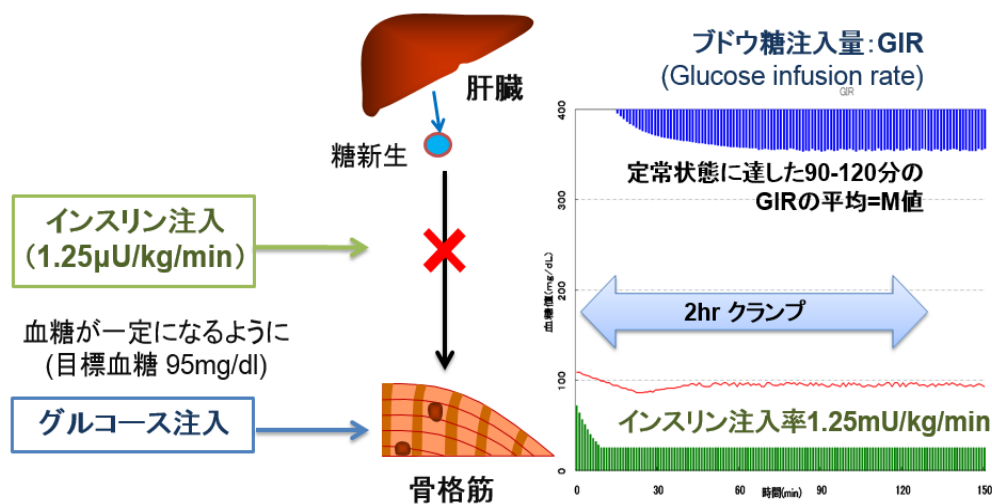 肝臓
糖新生
インスリン注入
（1.25μU/kg/min）
血糖が一定になるように
(目標血糖 95mg/dl)
グルコース注入
骨格筋
ブドウ糖注入量：GIR
(Glucose infusion rate)
GIR
400
定常状態に達した90-120分の
GIRの平均=M値
300
血糖値(mg/dL)
200
2hr クランプ
100
インスリン注入率1.25mU/kg/min
0
0 30 60 90 120 150
時間(min)